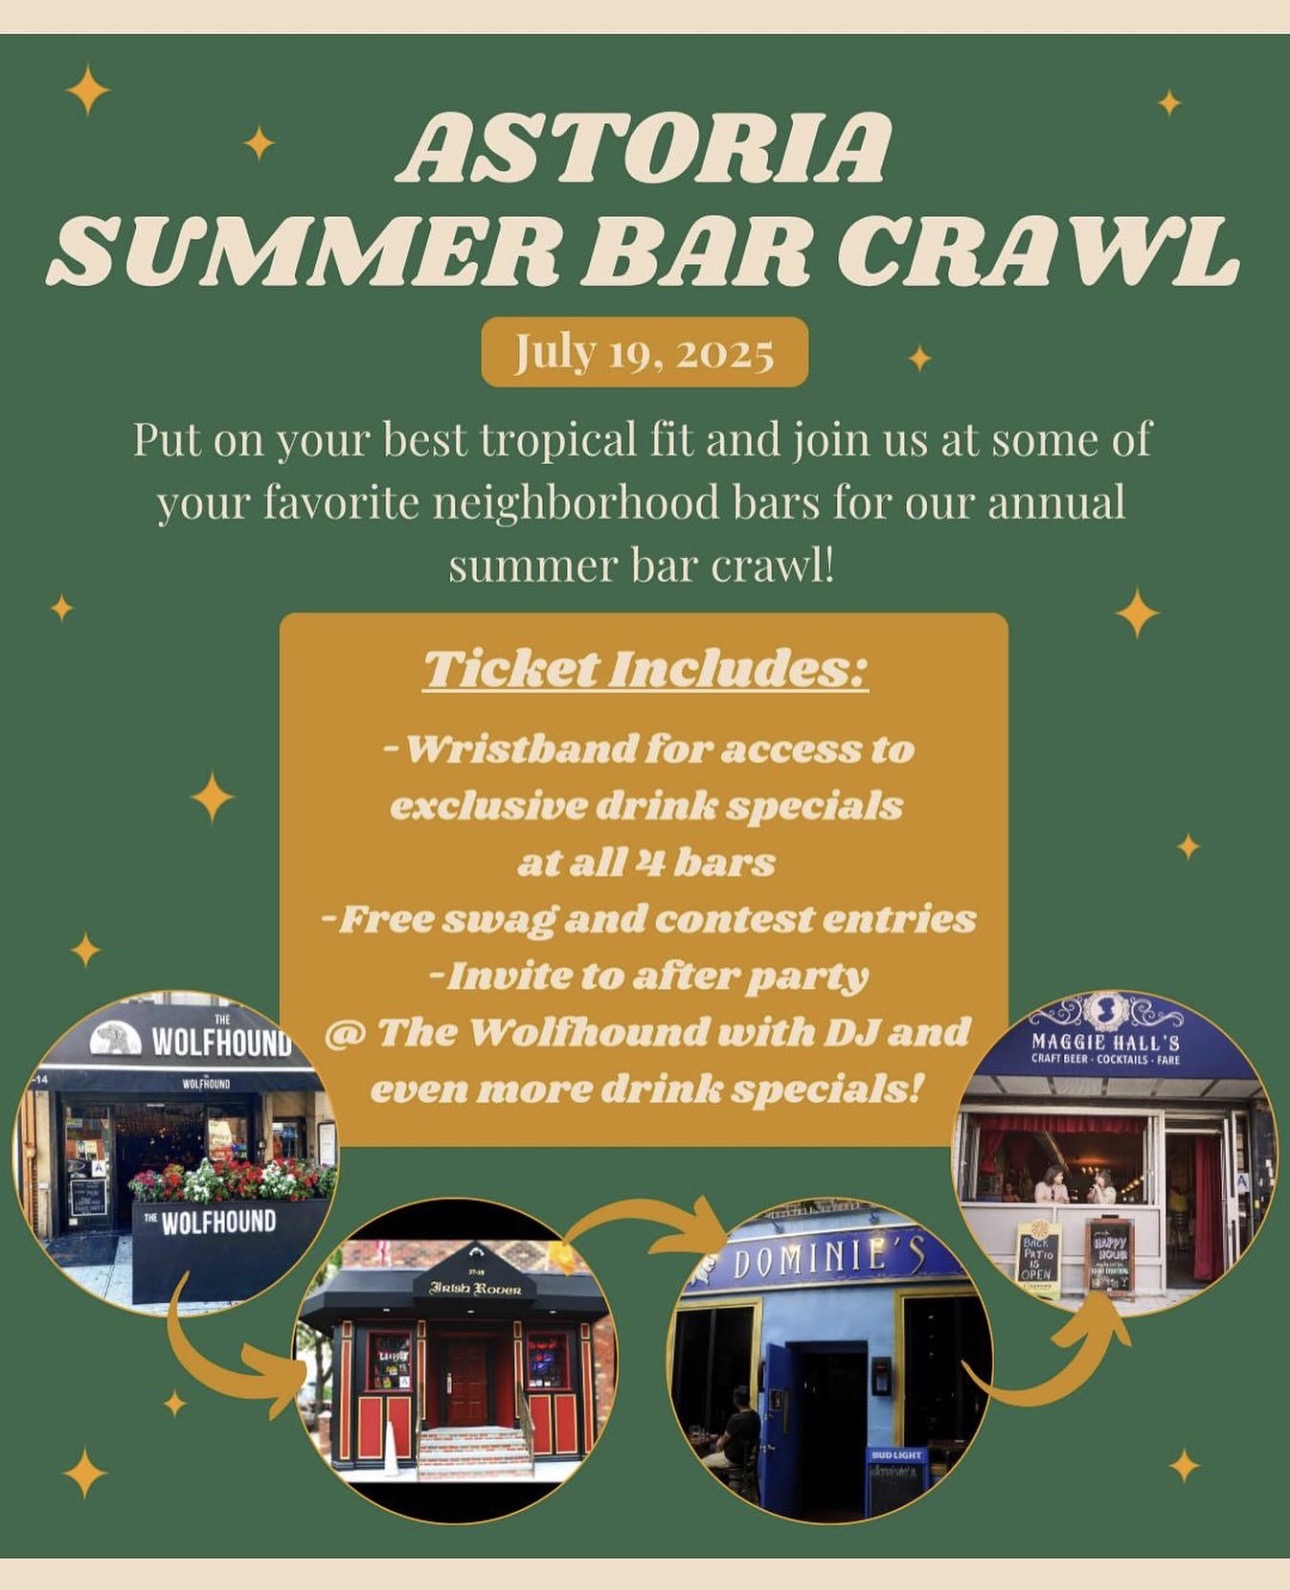 ASTORIA
SUMMER BAR CRAWL
July 19, 2025
Put on your best tropical fit and join us at some of
your favorite neighborhood bars for our annual
summer bar crawl!
Ticket Includes:
-Wristband for access to
exclusive drink specials
at all 4 bars
-Free swag and contest entries
-Invite to after party
@ The Wolfhound with DJ and
even more drink specials!
THE
WOLFHOUND
-14
THE
WOLFHOUND
A
THE WOLFHOUND
37-18
Irish Rover
DOMINIE'S
BUD LIGHT
MAGGIE HALL'S
CRAFT BEER · COCKTAILS · FARE
A
BACK
PATIO
IS
OPEN
HAPPY
HOUR